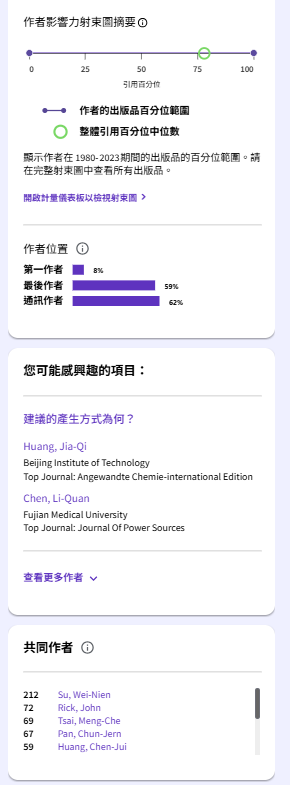 作者影響力射束圖摘要
0 25 50 75 100
引用百分位
作者的出版品百分位範圍
整體引用百分位中位數
顯示作者在 1980-2023期間的出版品的百分位範圍。請
在完整射束圖中查看所有出版品。
開啟計量儀表板以檢視射束圖
作者位置
第一作者 8%
最後作者 59%
通訊作者 62%
您可能感興趣的項目：
建議的產生方式為何？
Huang, Jia-Qi
Beijing Institute of Technology
Top Journal: Angewandte Chemie-international Edition
Chen, Li-Quan
Fujian Medical University
Top Journal: Journal Of Power Sources
查看更多作者
共同作者
212 Su, Wei-Nien
72 Rick, John
69 Tsai, Meng-Che
67 Pan, Chun-Jern
59 Huang, Chen-Jui